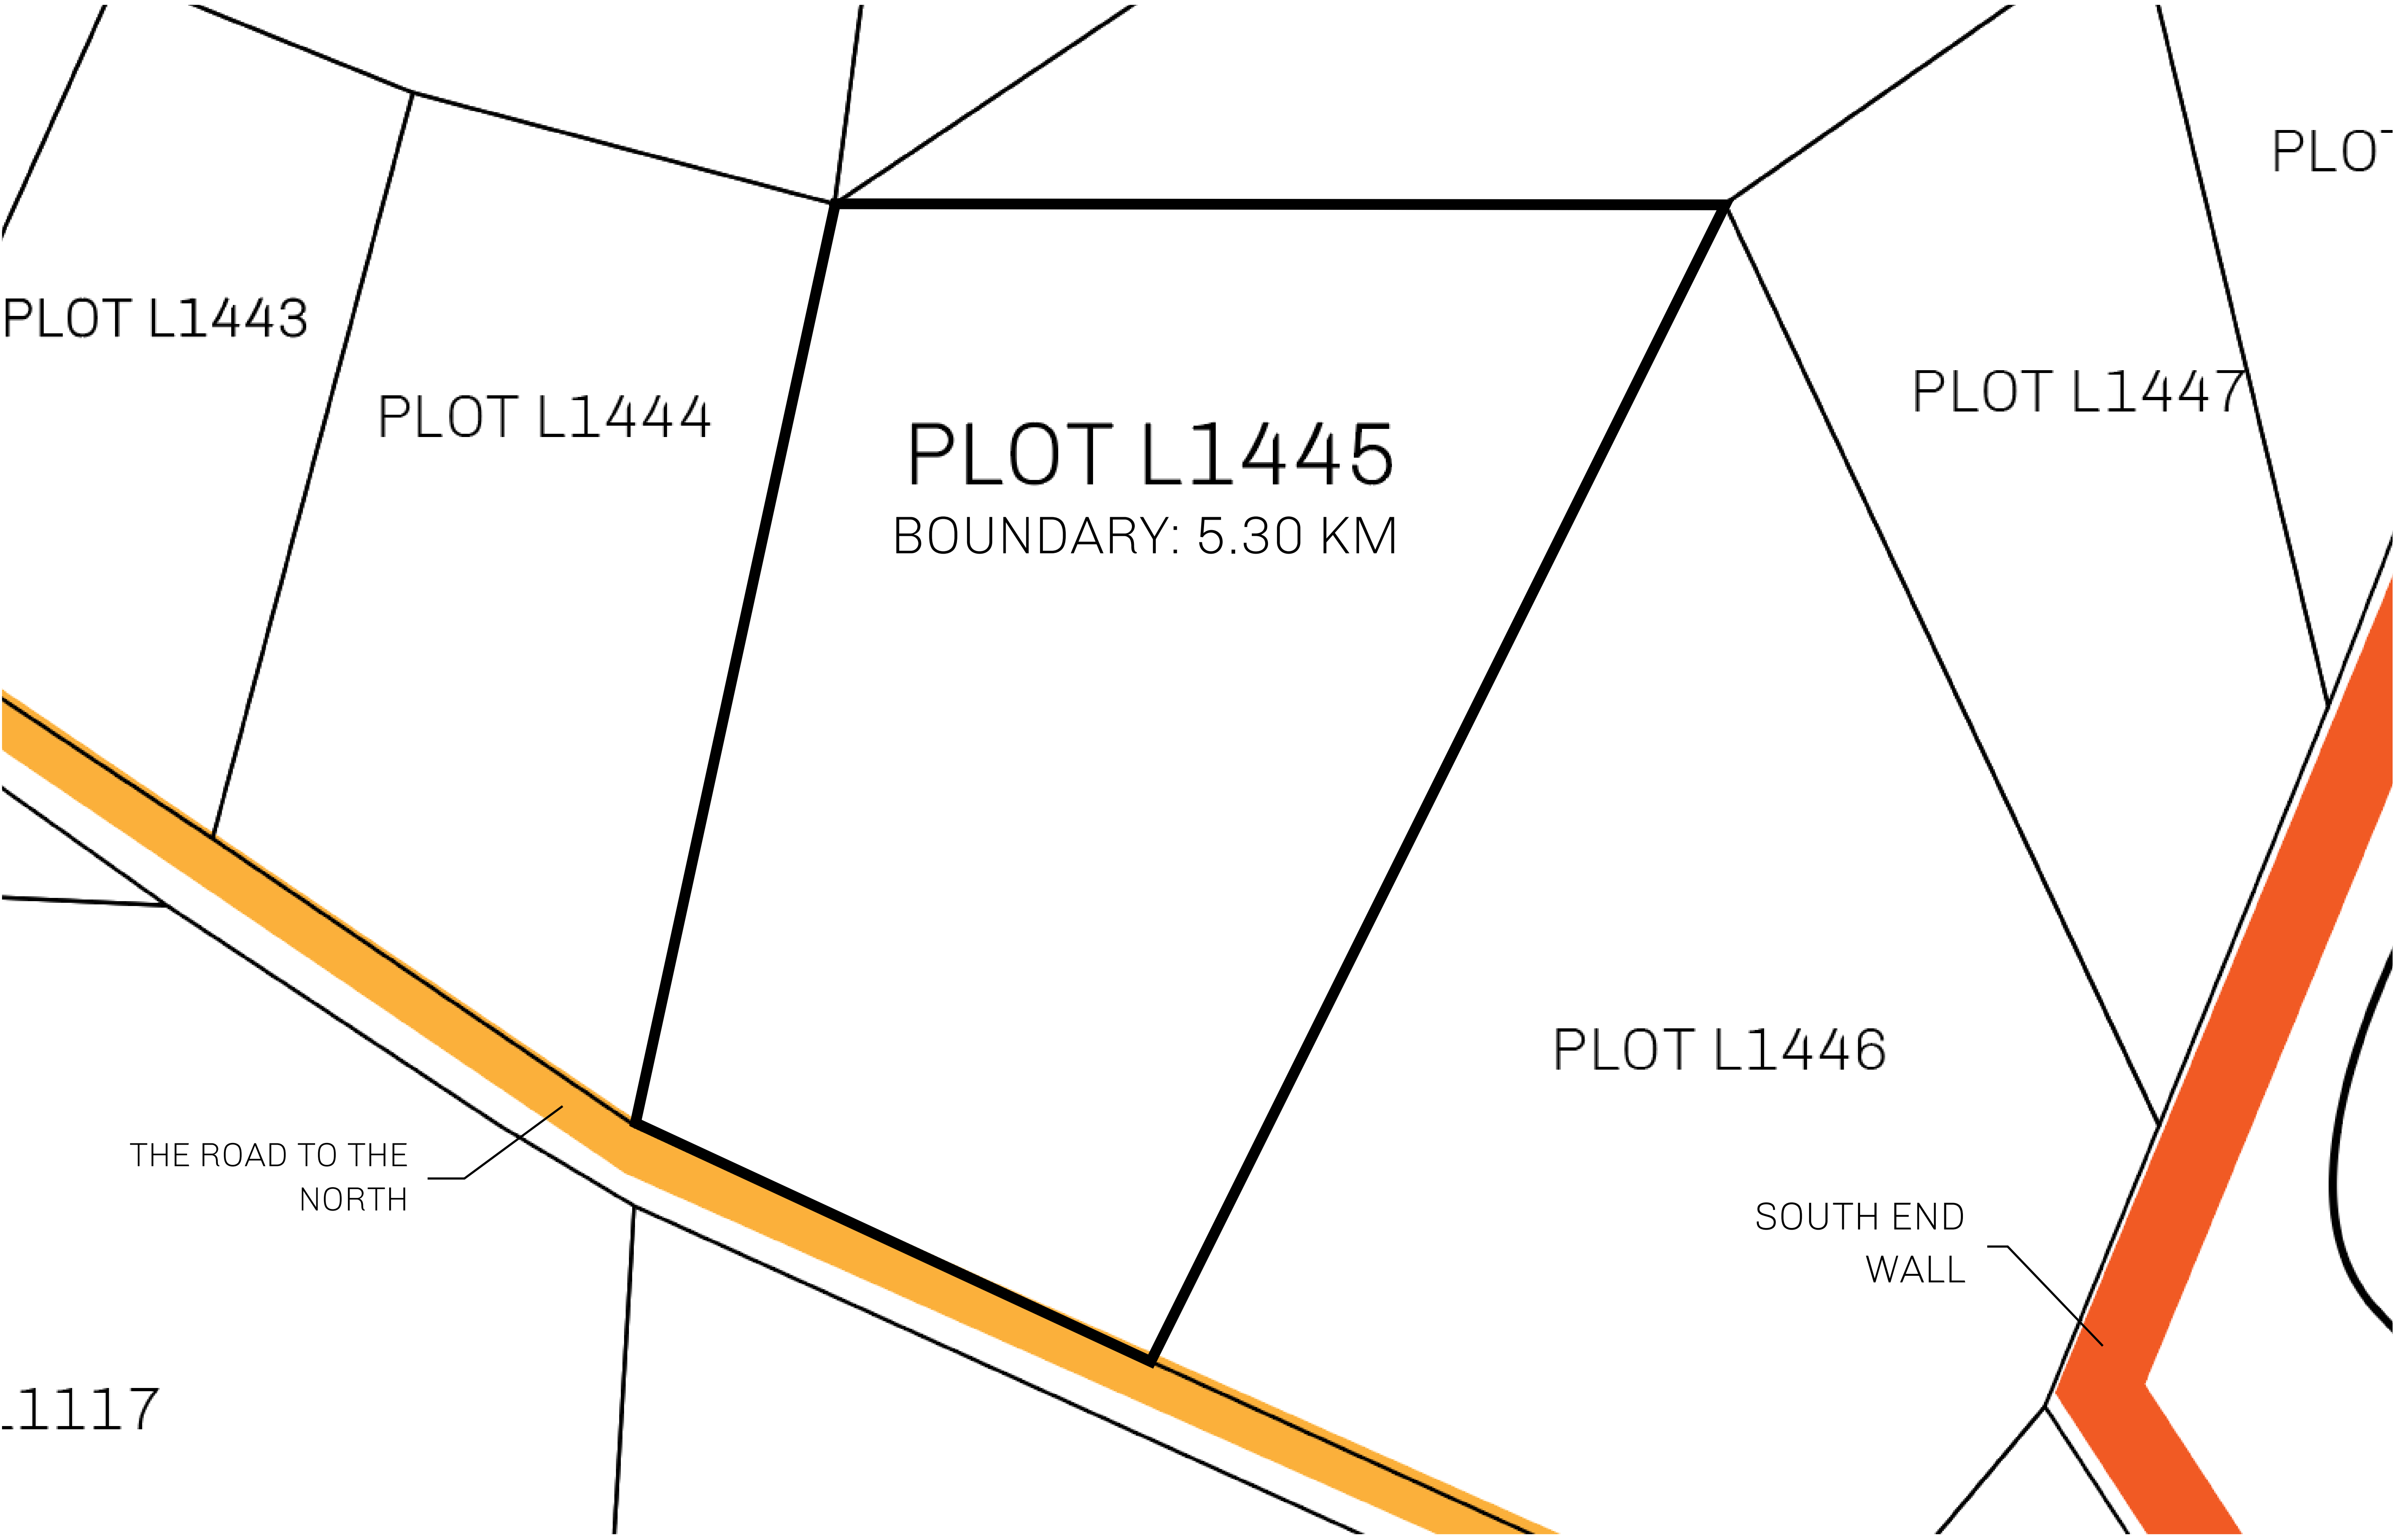 PLOT L1443
PLOT L1444
PLOT L1445
BOUNDARY: 5.30 KM
PLOT L1447
PLOT L1446
THE ROAD TO THE
NORTH
SOUTH END
WALL
1117